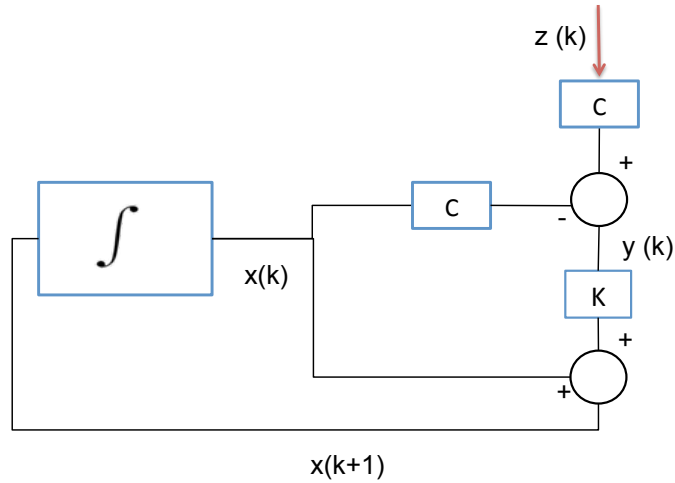 z (k)
C
+
C
-
∫
x(k)
y (k)
K
+
+
x(k+1)